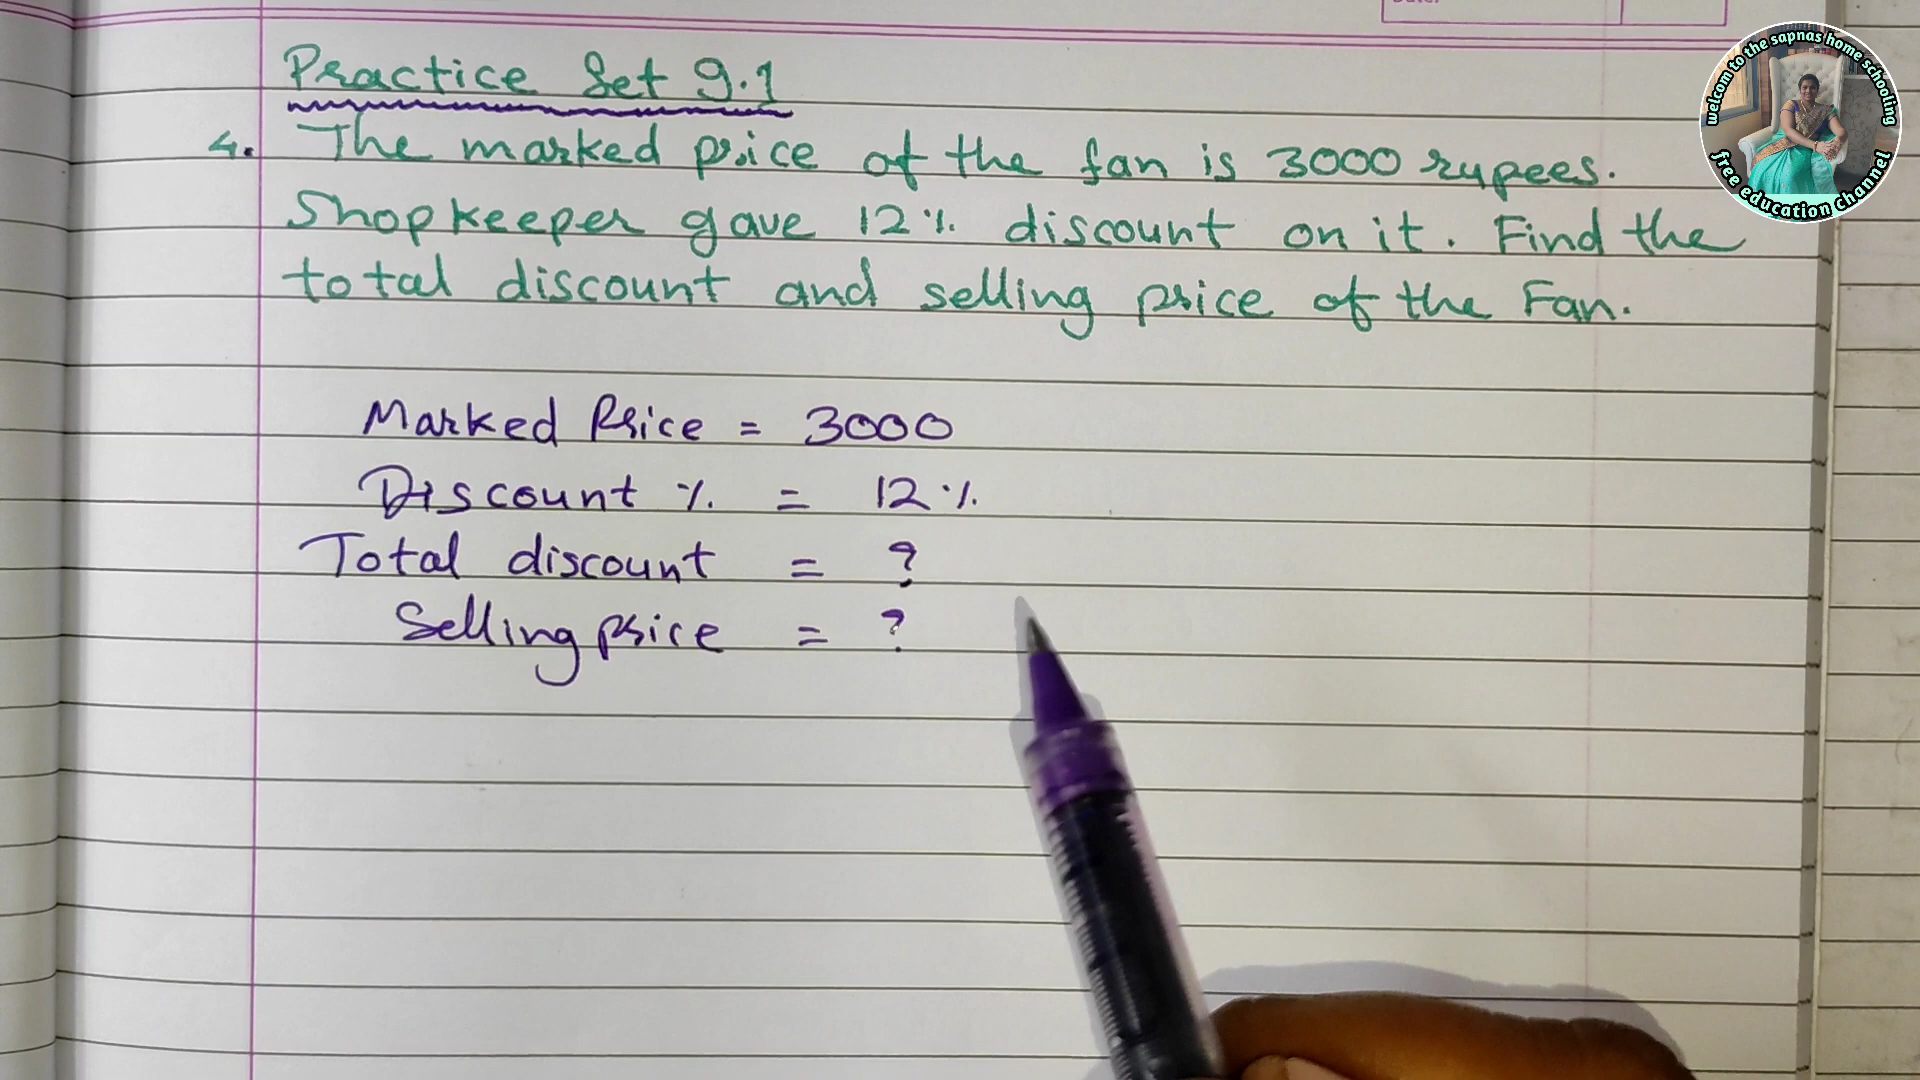 Practice Set 9.1
4. The marked price of the fan is 3000 rupees.
Shopkeeper gave 12% discount on it. Find the
total discount and selling price of the Fan.
Marked Price = 3000
Discount % = 12%
Total discount = ?
Selling price = ?
welcom to the sapnas home schooling
free education channel